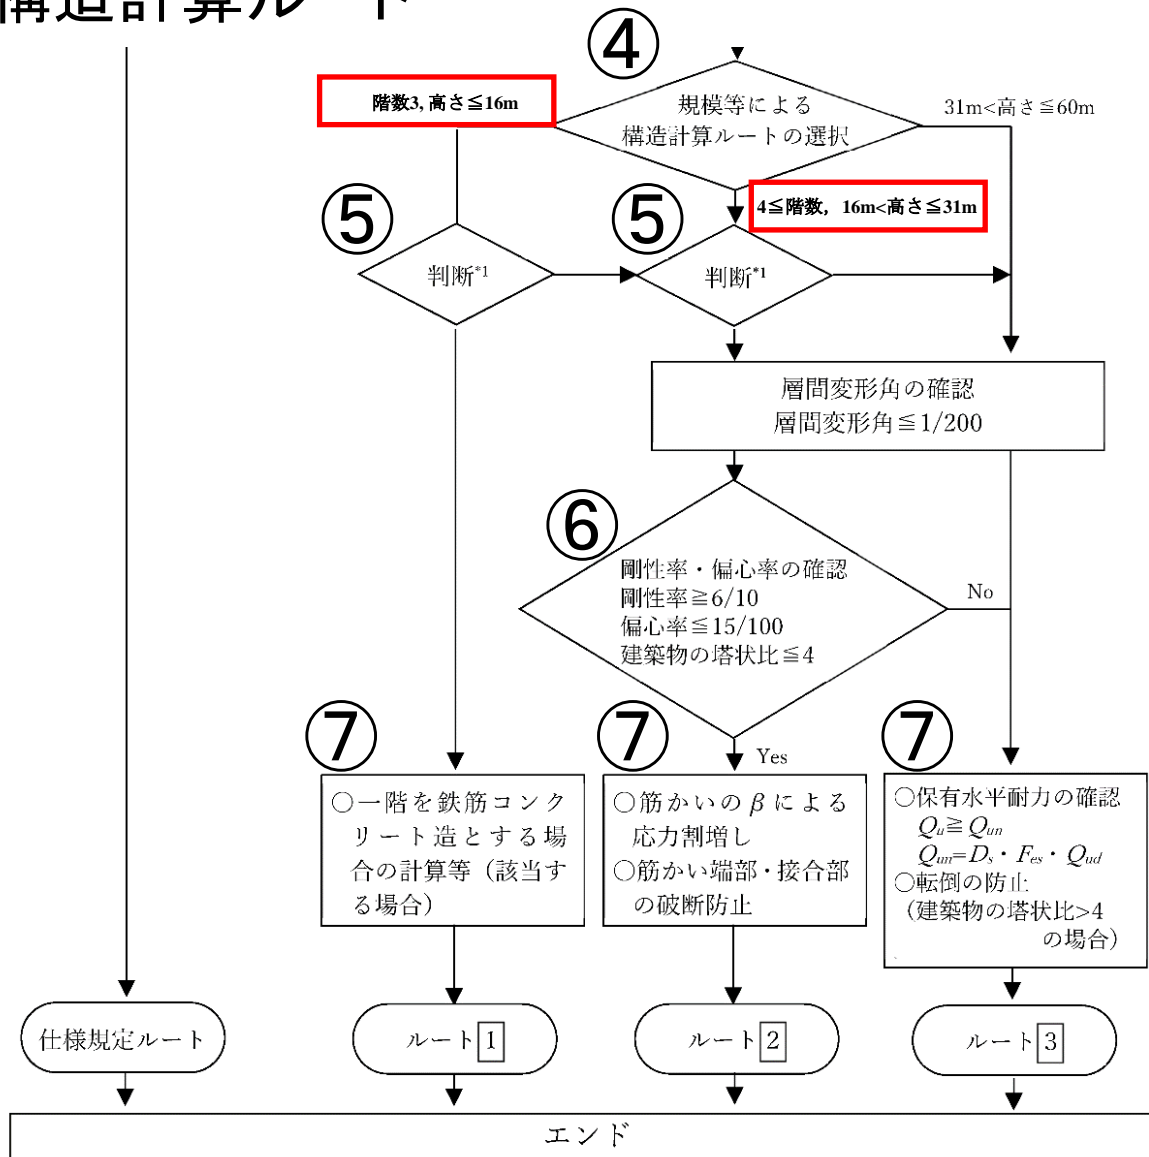 構造計算ルート
④
階数3, 高さ≦16m
規模等による
構造計算ルートの選択
31m<高さ≦60m
4≦階数，16m<高さ≦31m
⑤
判断*1
⑤
判断*1
層間変形角の確認
層間変形角≦1/200
⑥
剛性率・偏心率の確認
剛性率≧6/10
偏心率≦15/100
建築物の塔状比≦4
No
Yes
⑦
○一階を鉄筋コンク
リート造とする場
合の計算等（該当す
る場合）
⑦
○筋かいのβによる
応力割増し
○筋かい端部・接合部
の破断防止
⑦
○保有水平耐力の確認
Qu≧Qun
Qun=Ds・Fes・Qud
○転倒の防止
（建築物の塔状比>4
の場合）
仕様規定ルート
ルート1
ルート2
ルート3
エンド